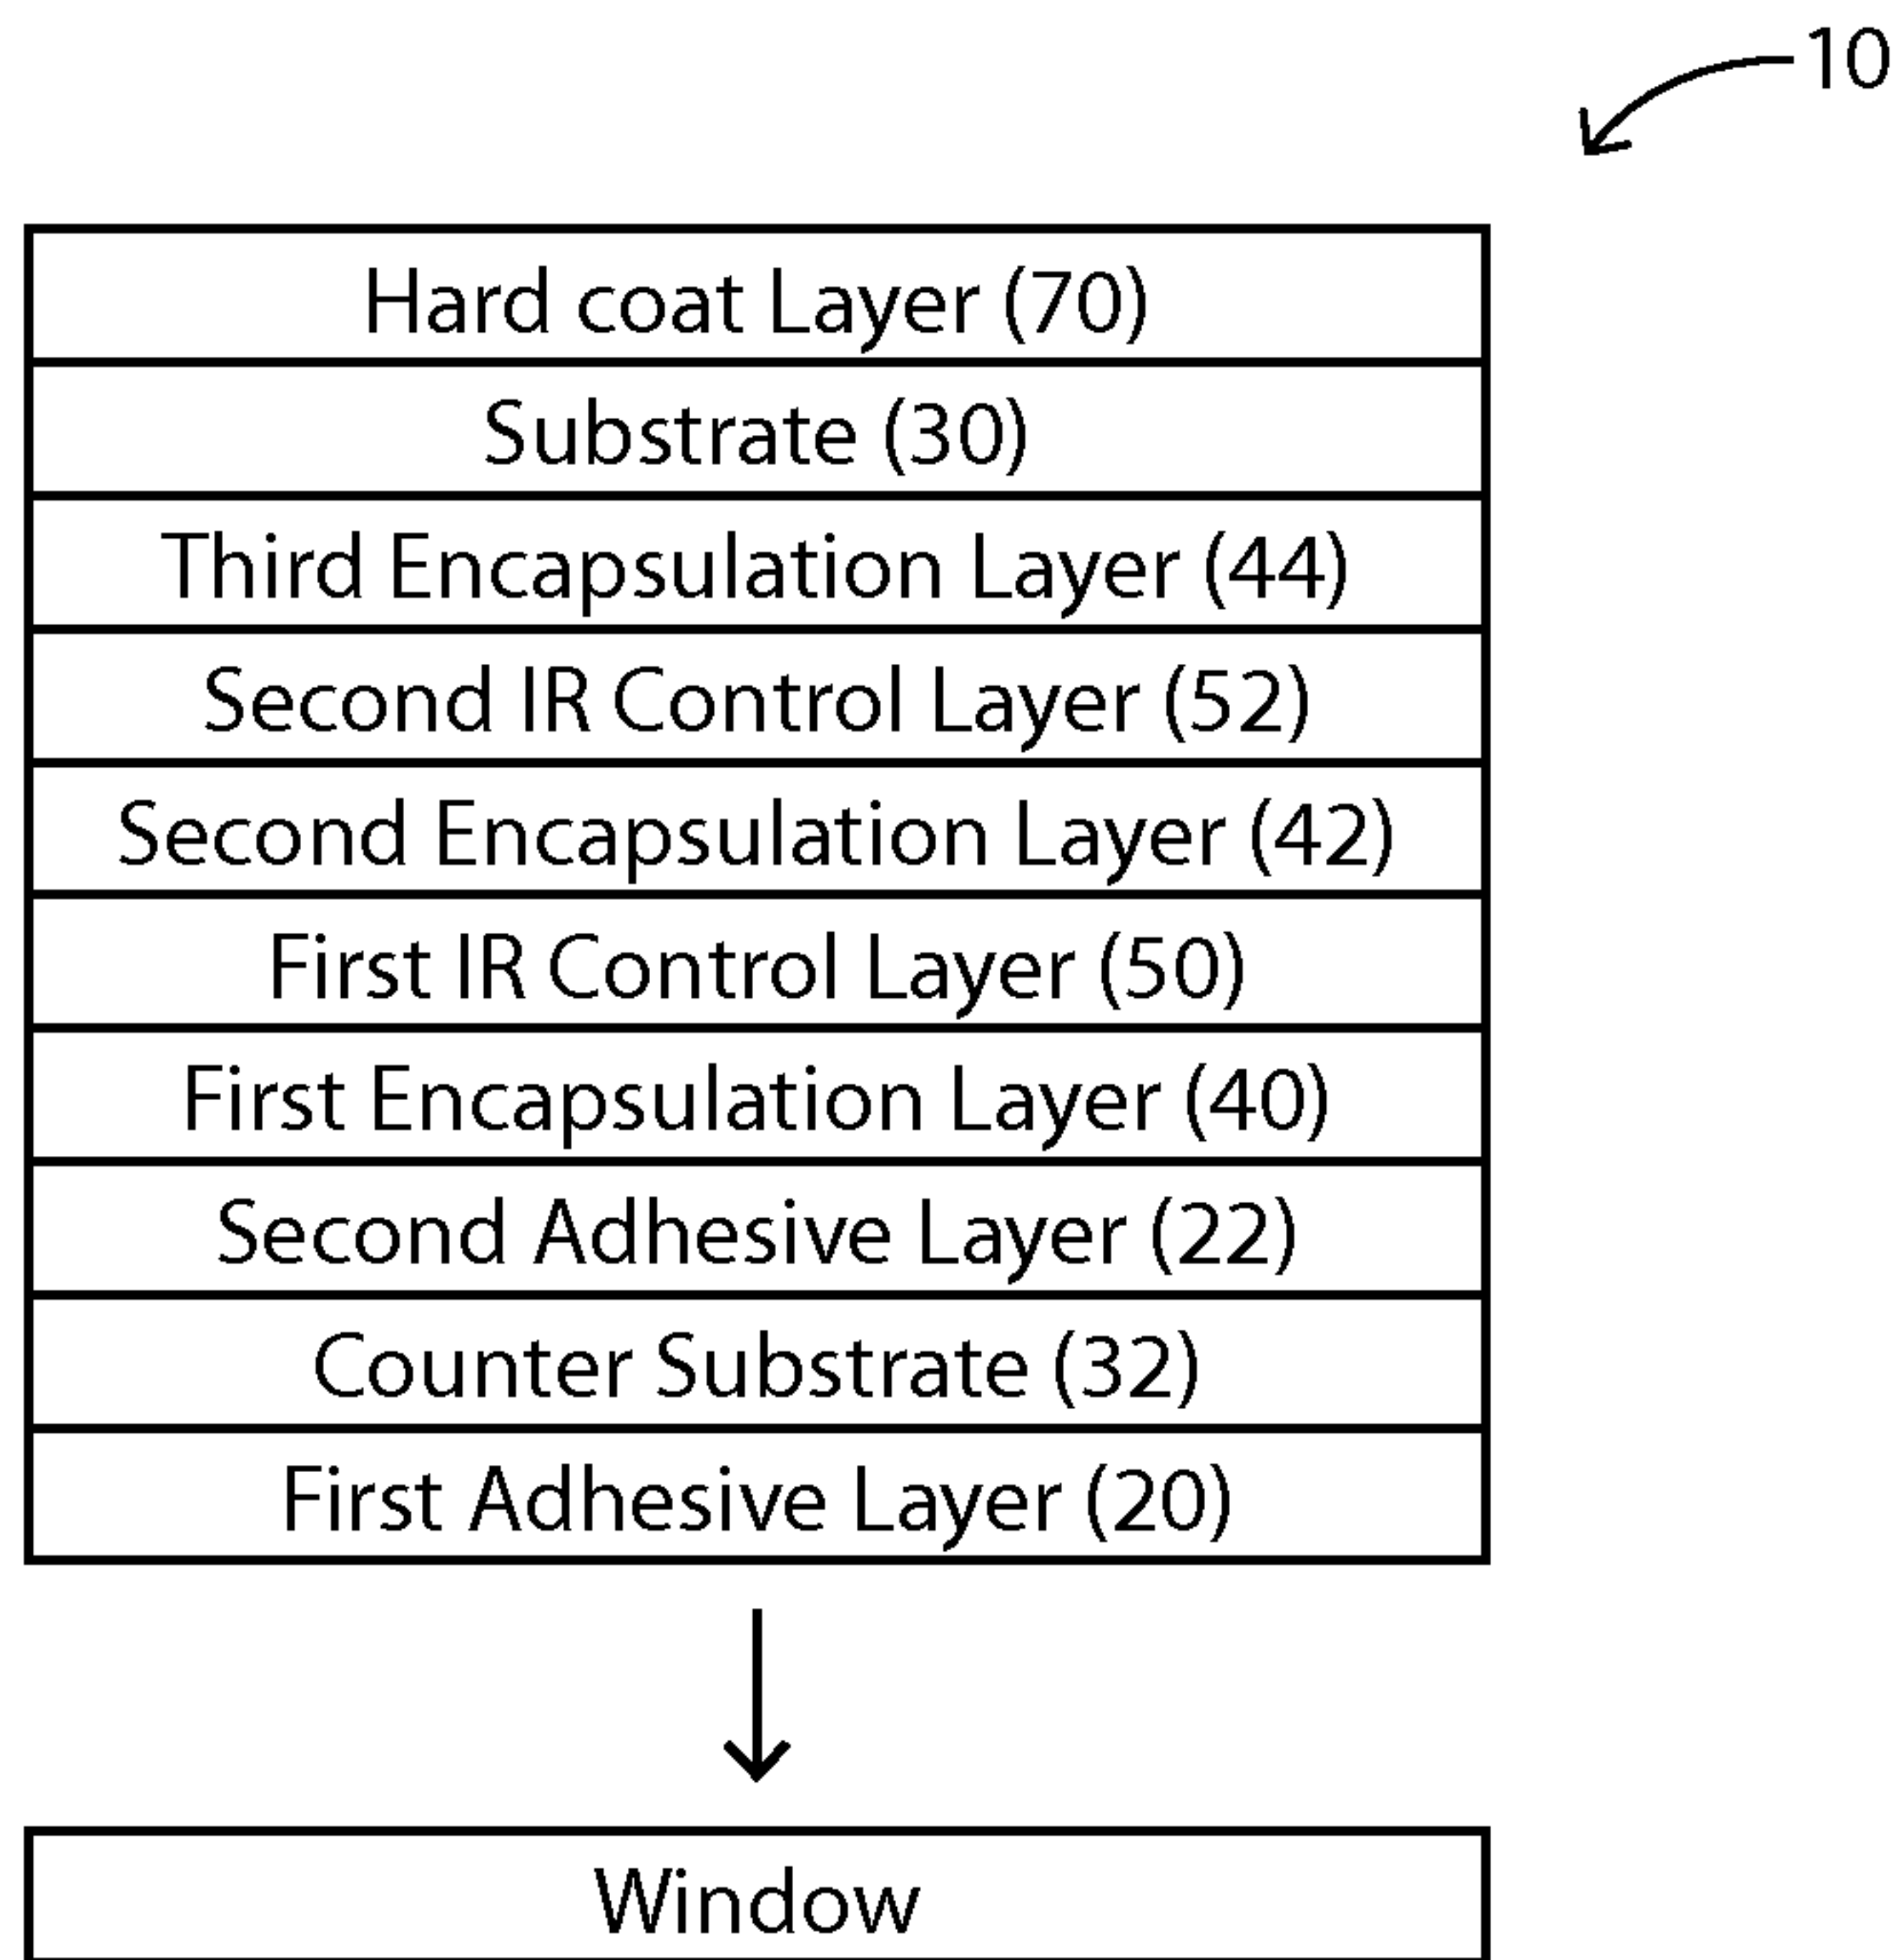 10
Hard coat Layer (70)
Substrate (30)
Third Encapsulation Layer (44)
Second IR Control Layer (52)
Second Encapsulation Layer (42)
First IR Control Layer (50)
First Encapsulation Layer (40)
Second Adhesive Layer (22)
Counter Substrate (32)
First Adhesive Layer (20)
Window